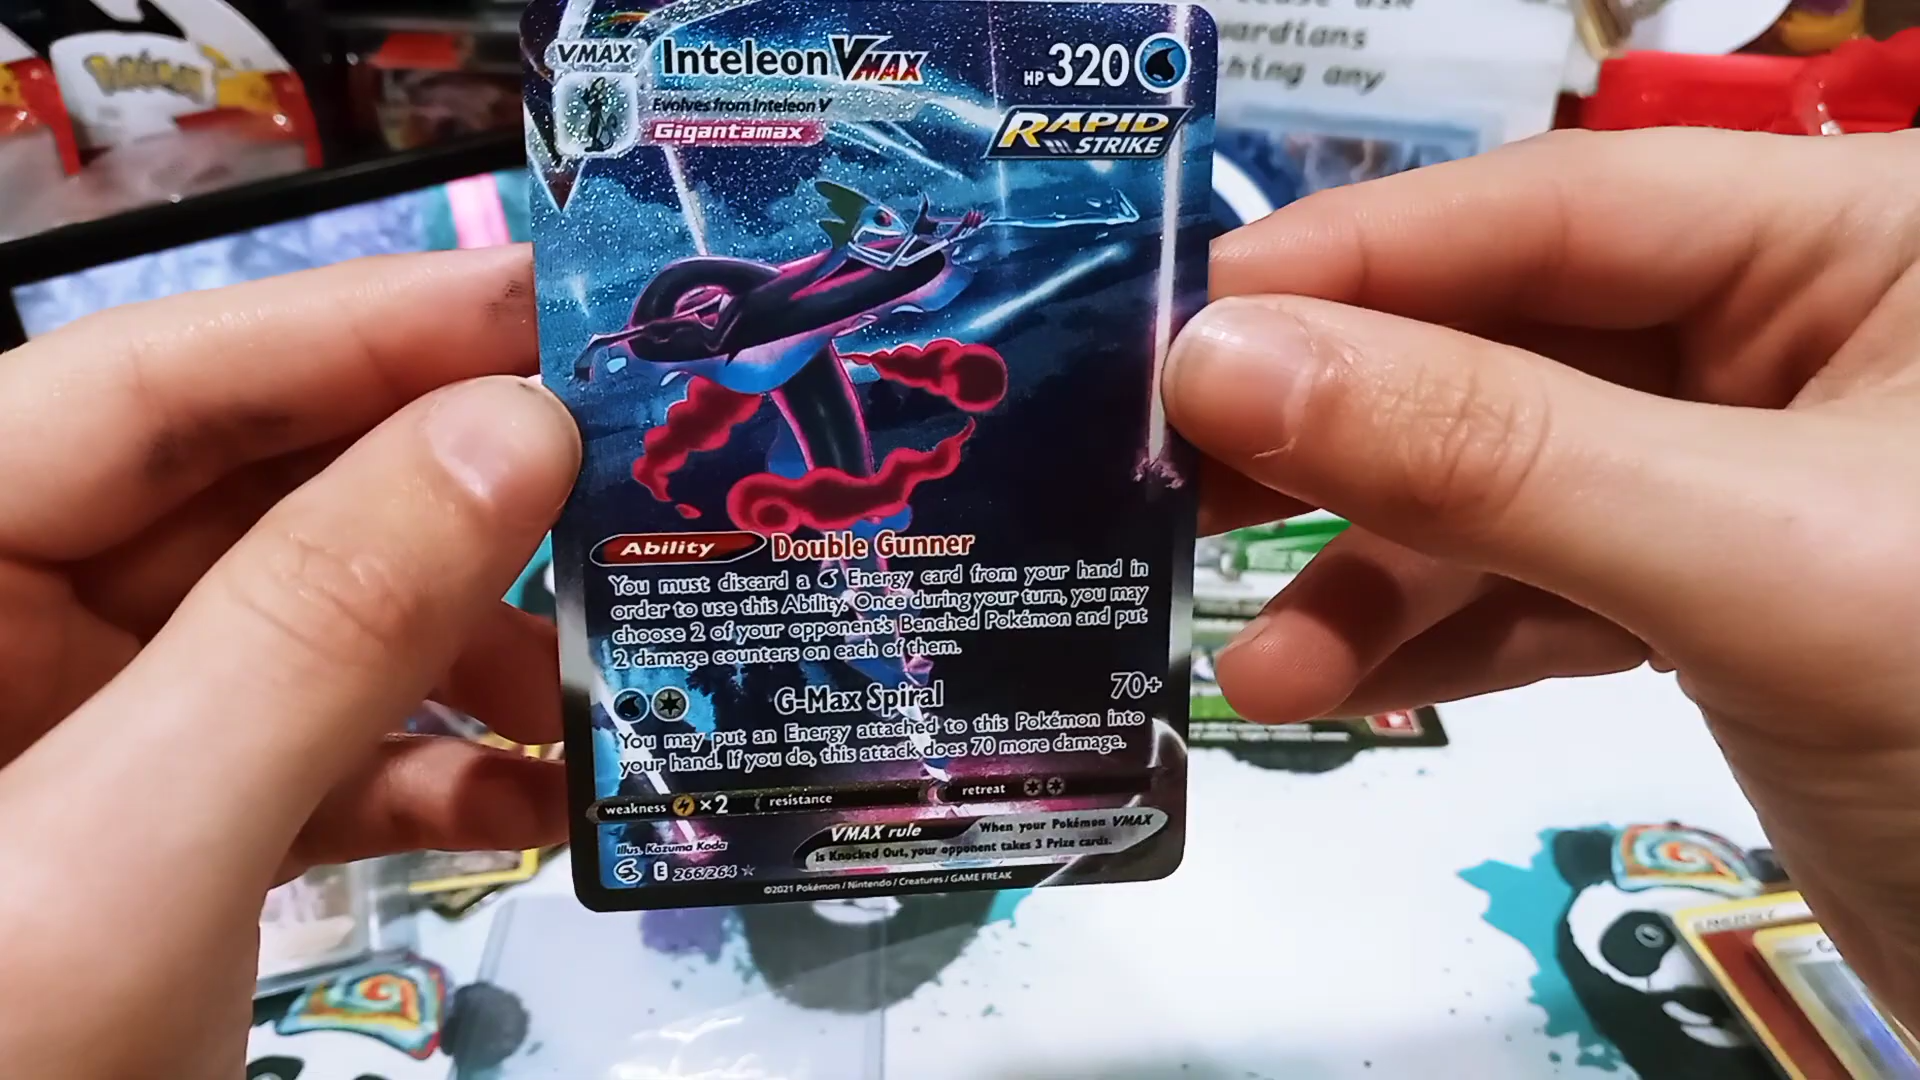 Pokémon
VMAX
Inteleon VMAX
HP 320
Evolves from Inteleon V
Gigantamax
RAPID
STRIKE
ardians
ching any
Ability Double Gunner
You must discard a Energy card from your hand in
order to use this Ability. Once during your turn, you may
choose 2 of your opponent's Benched Pokémon and put
2 damage counters on each of them.
G-Max Spiral 70+
You may put an Energy attached to this Pokémon into
your hand. If you do, this attack does 70 more damage.
weakness ×2 resistance retreat
VMAX rule When your Pokémon VMAX
is Knocked Out, your opponent takes 3 Prize cards.
Illus. Kazuma Koda
E 266/264
©2021 Pokémon / Nintendo / Creatures / GAME FREAK